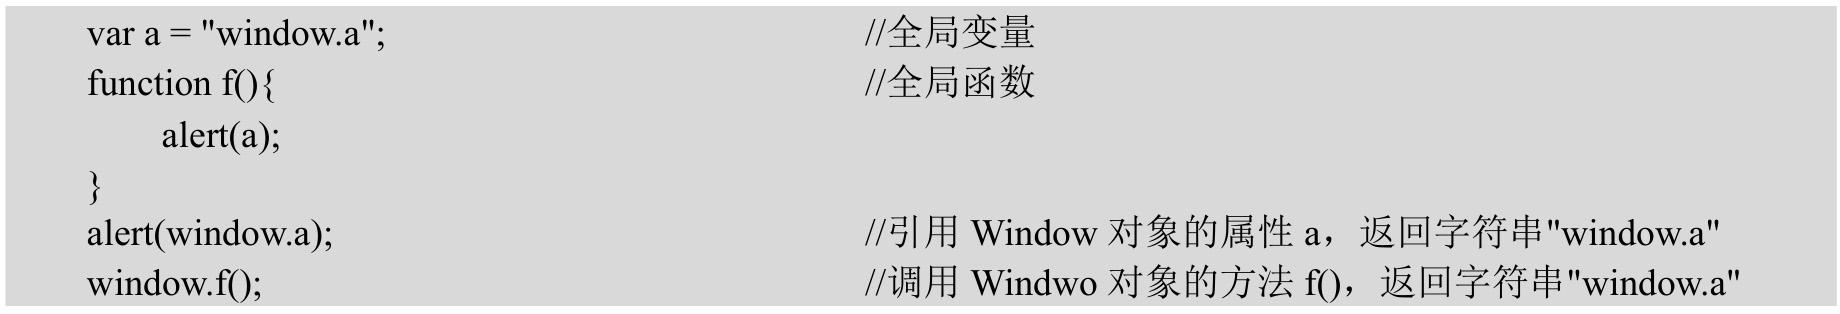 var a = "window.a"; //全局变量
function f(){ //全局函数
alert(a);
}
alert(window.a); //引用 Window 对象的属性 a，返回字符串"window.a"
window.f(); //调用 Windwo 对象的方法 f()，返回字符串"window.a"